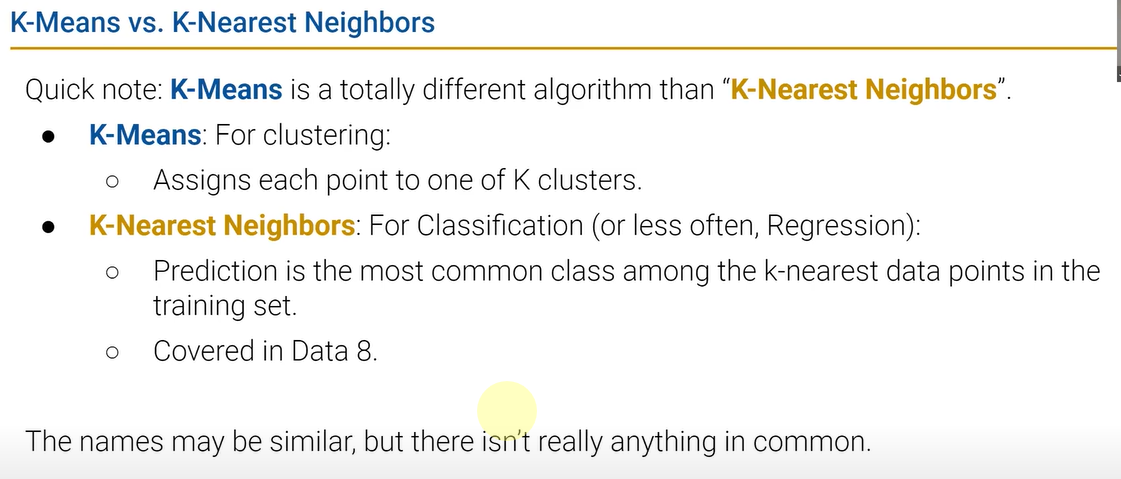 K-Means vs. K-Nearest Neighbors
Quick note: K-Means is a totally different algorithm than “K-Nearest Neighbors”.
● K-Means: For clustering:
○ Assigns each point to one of K clusters.
● K-Nearest Neighbors: For Classification (or less often, Regression):
○ Prediction is the most common class among the k-nearest data points in the
training set.
○ Covered in Data 8.
The names may be similar, but there isn’t really anything in common.